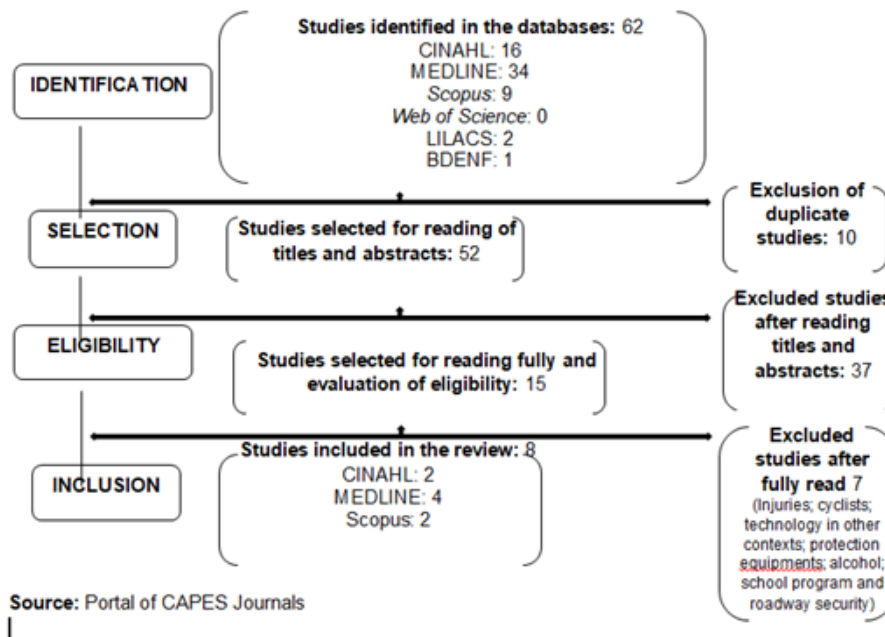 Studies identified in the databases: 62
CINAHL: 16
MEDLINE: 34
Scopus: 9
Web of Science: 0
LILACS: 2
BDENF: 1
IDENTIFICATION
Exclusion of
duplicate
studies: 10
SELECTION
Studies selected for reading of
titles and abstracts: 52
Excluded studies
after reading
titles and
abstracts: 37
ELIGIBILITY
Studies selected for reading fully and
evaluation of eligibility: 15
Excluded
studies after
fully read 7
(Injuries; cyclists;
technology in other
contexts; protection
equipments; alcohol;
school program and
roadway security)
Studies included in the review: 8
CINAHL: 2
MEDLINE: 4
Scopus: 2
INCLUSION
Source: Portal of CAPES Journals